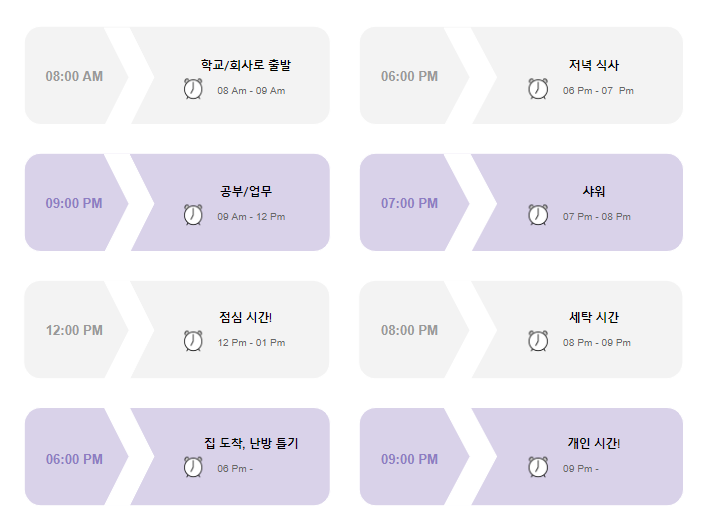 08:00 AM
학교/회사로 출발
08 Am - 09 Am
09:00 PM
공부/업무
09 Am - 12 Pm
12:00 PM
점심 시간!
12 Pm - 01 Pm
06:00 PM
집 도착, 난방 틀기
06 Pm -
06:00 PM
저녁 식사
06 Pm - 07 Pm
07:00 PM
샤워
07 Pm - 08 Pm
08:00 PM
세탁 시간
08 Pm - 09 Pm
09:00 PM
개인 시간!
09 Pm -